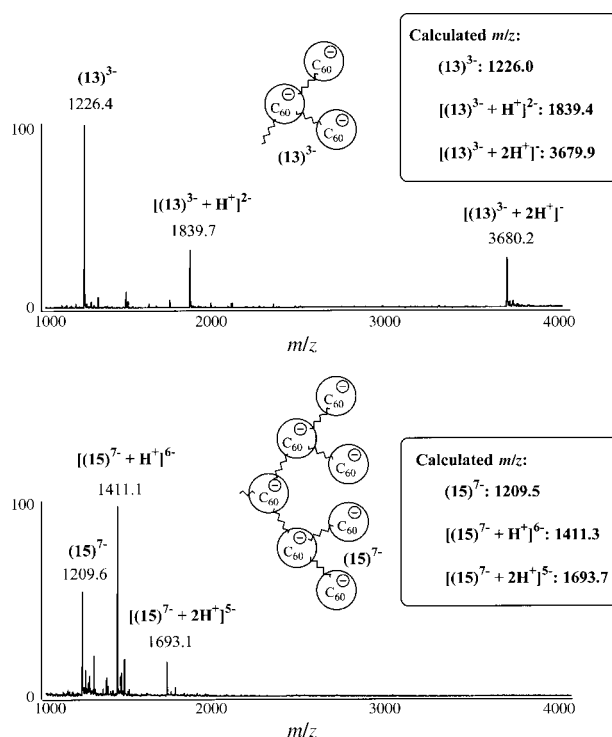 (13)³⁻
1226.4
100
C₆₀ ⊖
C₆₀ ⊖
C₆₀ ⊖
(13)³⁻
Calculated m/z:
(13)³⁻: 1226.0
[(13)³⁻ + H⁺]²⁻: 1839.4
[(13)³⁻ + 2H⁺]⁻: 3679.9
[(13)³⁻ + H⁺]²⁻
1839.7
[(13)³⁻ + 2H⁺]⁻
3680.2
0
1000 2000 3000 4000
m/z
[(15)⁷⁻ + H⁺]⁶⁻
1411.1
100
(15)⁷⁻
1209.6
[(15)⁷⁻ + 2H⁺]⁵⁻
1693.1
C₆₀ ⊖
C₆₀ ⊖
C₆₀ ⊖
C₆₀ ⊖
C₆₀ ⊖
C₆₀ ⊖
C₆₀ ⊖
(15)⁷⁻
Calculated m/z:
(15)⁷⁻: 1209.5
[(15)⁷⁻ + H⁺]⁶⁻: 1411.3
[(15)⁷⁻ + 2H⁺]⁵⁻: 1693.7
0
1000 2000 3000 4000
m/z